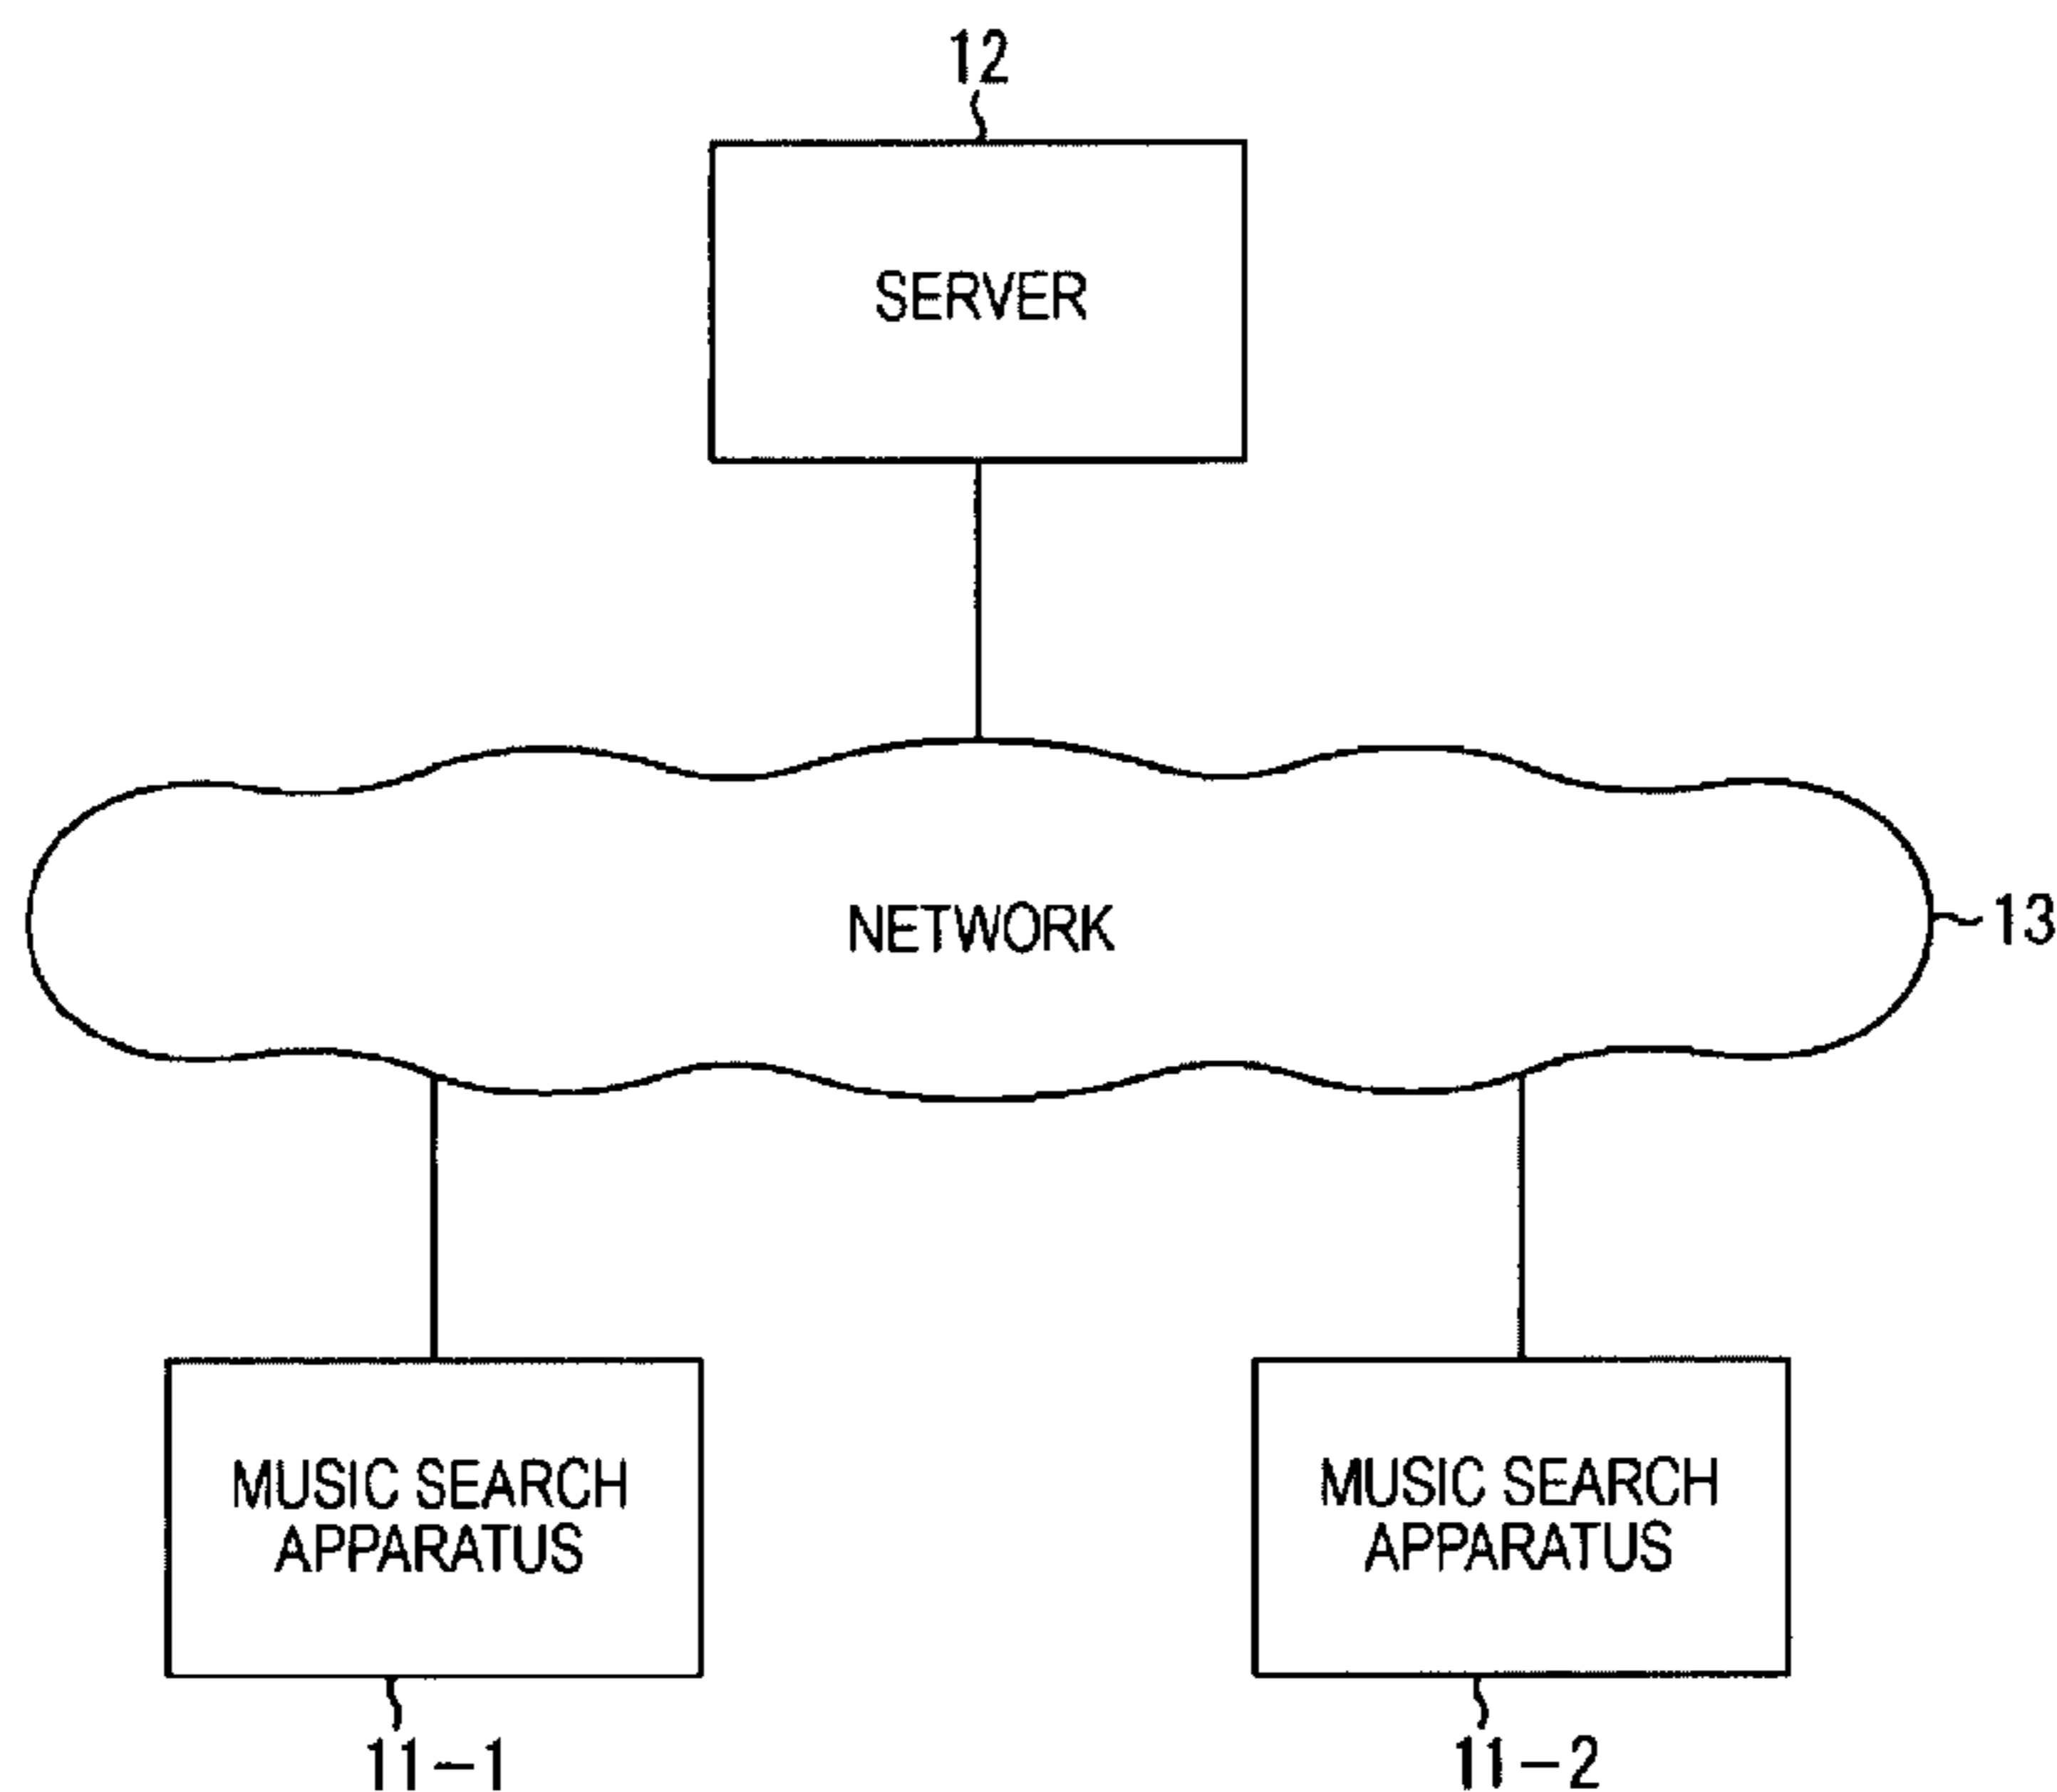 12
SERVER
NETWORK
13
MUSIC SEARCH
APPARATUS
MUSIC SEARCH
APPARATUS
11-1
11-2